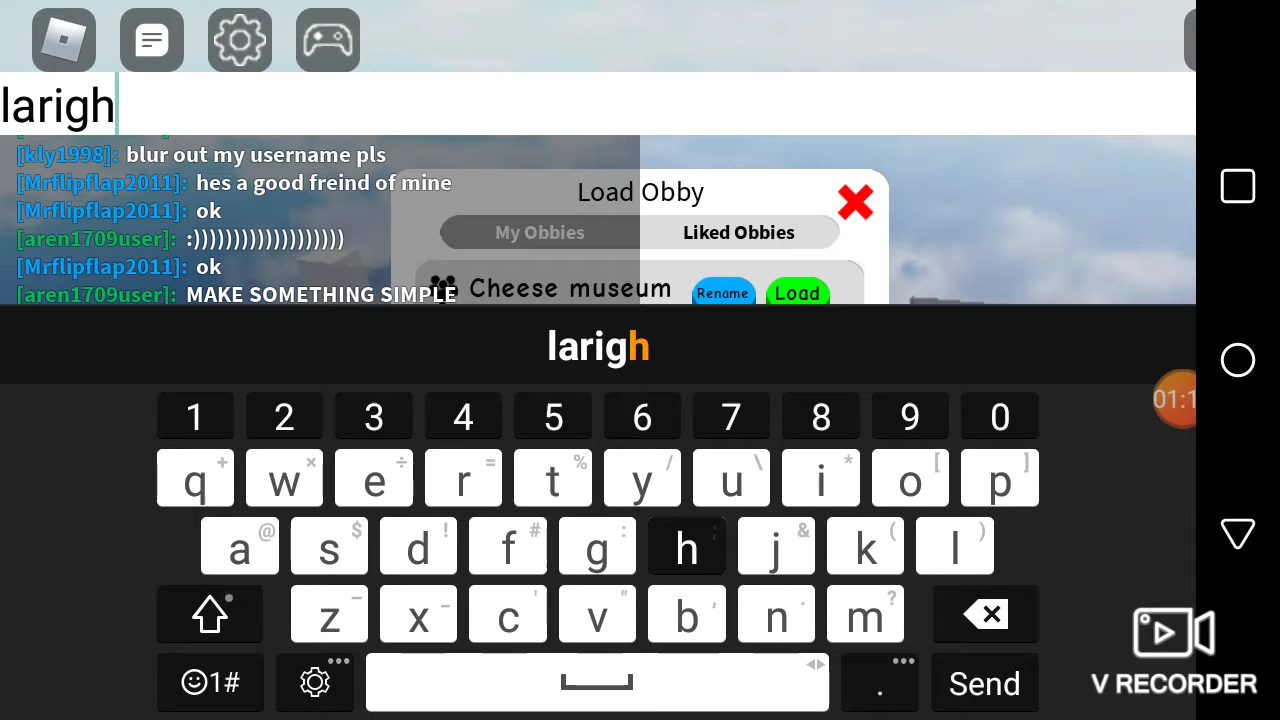 larigh
[kly1998]: blur out my username pls
[Mrflipflap2011]: hes a good freind of mine
[Mrflipflap2011]: ok
[aren1709user]: :)))))))))))))))))))
[Mrflipflap2011]: ok
[aren1709user]: MAKE SOMETHING SIMPLE
Load Obby
My Obbies Liked Obbies
Cheese museum Rename Load
larigh
01:1
1 2 3 4 5 6 7 8 9 0
q + w × e ÷ r = t % y / u \ i * o [ p ]
a @ s $ d ! f # g : h ; j & k ( l )
z – x _ c ' v " b , n . m ?
1# . Send
V RECORDER